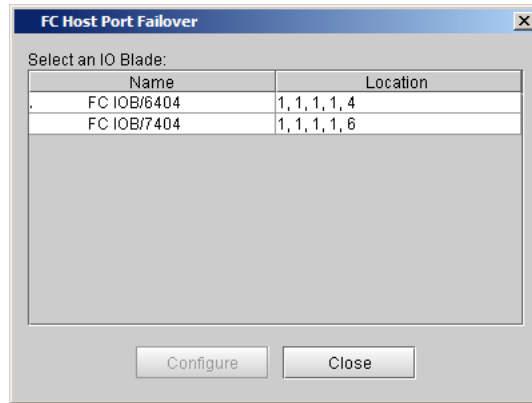 FC Host Port Failover
Select an IO Blade:
Name Location
. FC IOB/6404 1, 1, 1, 1, 4
FC IOB/7404 1, 1, 1, 1, 6
Configure Close